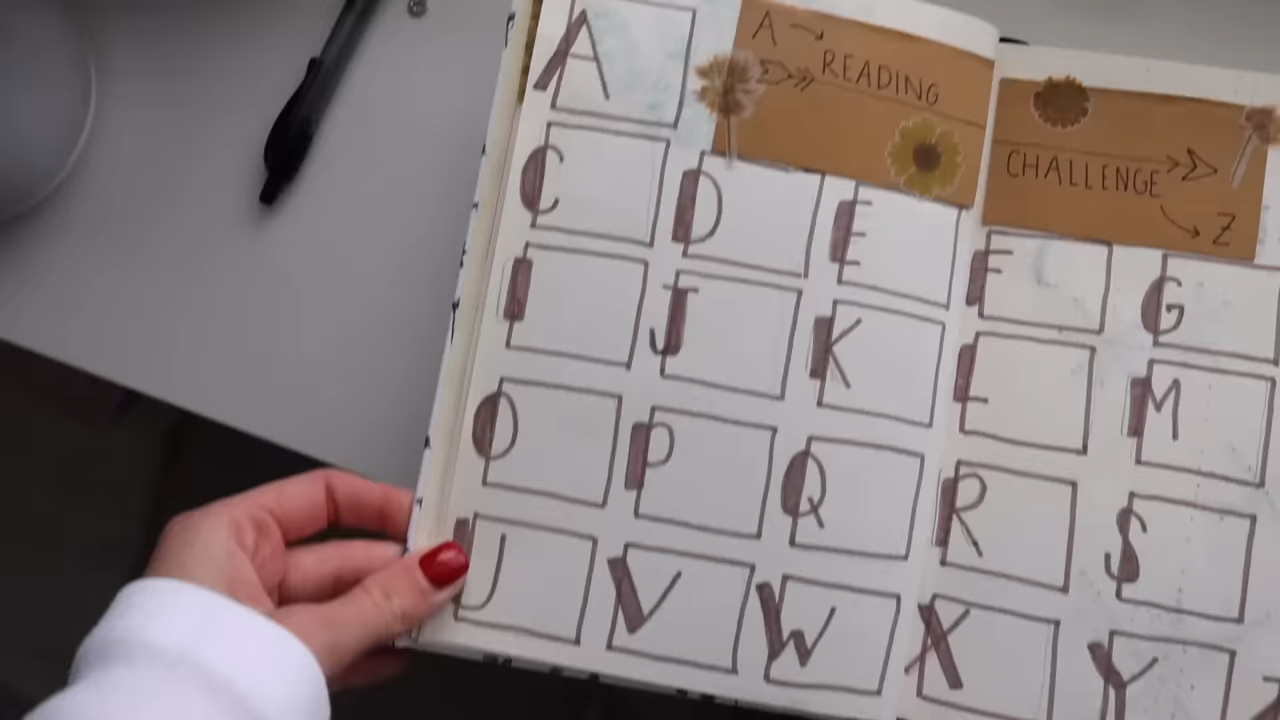 A → READING
CHALLENGE → Z
A
C D E F G
I J K L M
O P Q R S
U V W X Y